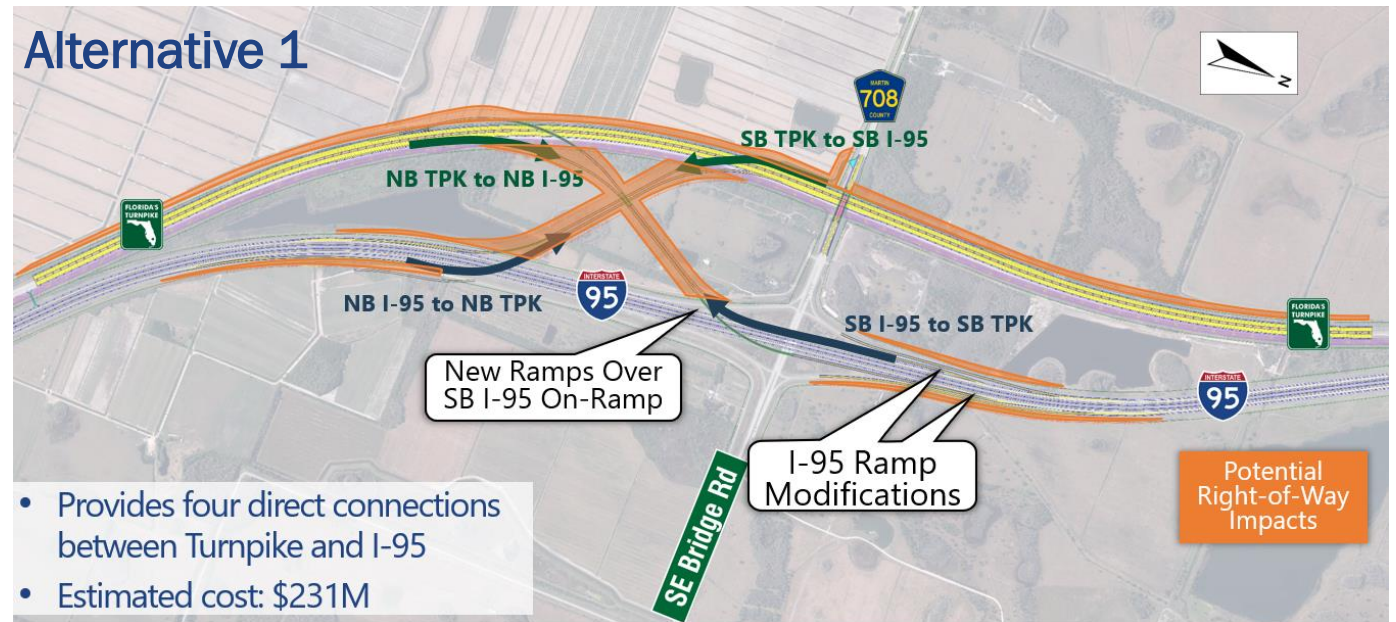 Alternative 1
N
MARTIN
708
COUNTY
SB TPK to SB I-95
NB TPK to NB I-95
FLORIDA'S
TURNPIKE
NB I-95 to NB TPK
INTERSTATE
95
SB I-95 to SB TPK
FLORIDA'S
TURNPIKE
New Ramps Over
SB I-95 On-Ramp
INTERSTATE
95
I-95 Ramp
Modifications
SE Bridge Rd
Potential
Right-of-Way
Impacts
• Provides four direct connections
between Turnpike and I-95
• Estimated cost: $231M